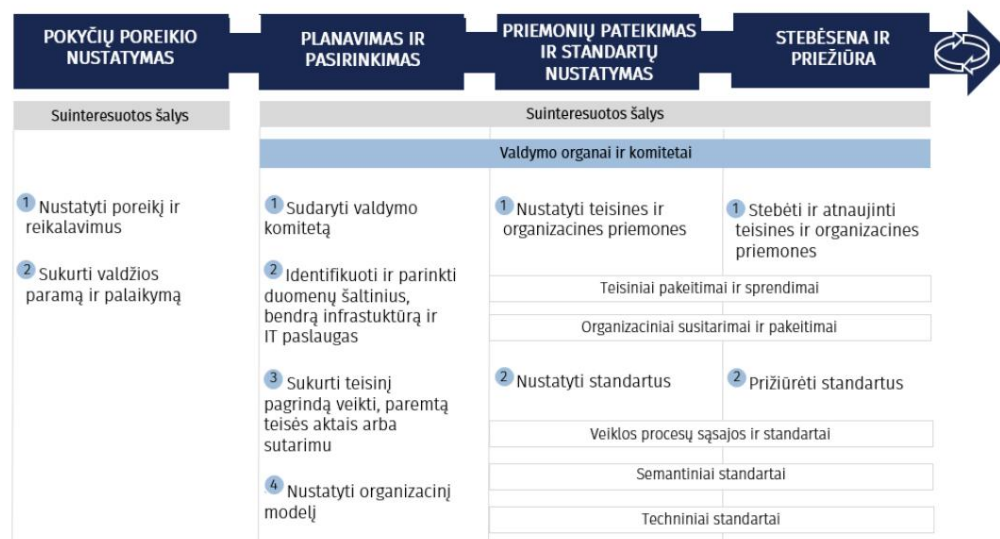 POKYČIŲ POREIKIO
NUSTATYMAS
PLANAVIMAS IR
PASIRINKIMAS
PRIEMONIŲ PATEIKIMAS
IR STANDARTŲ
NUSTATYMAS
STEBĖSENA IR
PRIEŽIŪRA
Suinteresuotos šalys
Suinteresuotos šalys
Valdymo organai ir komitetai
1 Nustatyti poreikį ir
reikalavimus
2 Sukurti valdžios
paramą ir palaikymą
1 Sudaryti valdymo
komitetą
2 Identifikuoti ir parinkti
duomenų šaltinius,
bendrą infrastuktūrą ir
IT paslaugas
3 Sukurti teisinį
pagrindą veikti, paremtą
teisės aktais arba
sutarimu
4 Nustatyti organizacinį
modelį
1 Nustatyti teisines ir
organizacines priemones
1 Stebėti ir atnaujinti
teisines ir organizacines
priemones
Teisiniai pakeitimai ir sprendimai
Organizaciniai susitarimai ir pakeitimai
2 Nustatyti standartus
2 Prižiūrėti standartus
Veiklos procesų sąsajos ir standartai
Semantiniai standartai
Techniniai standartai